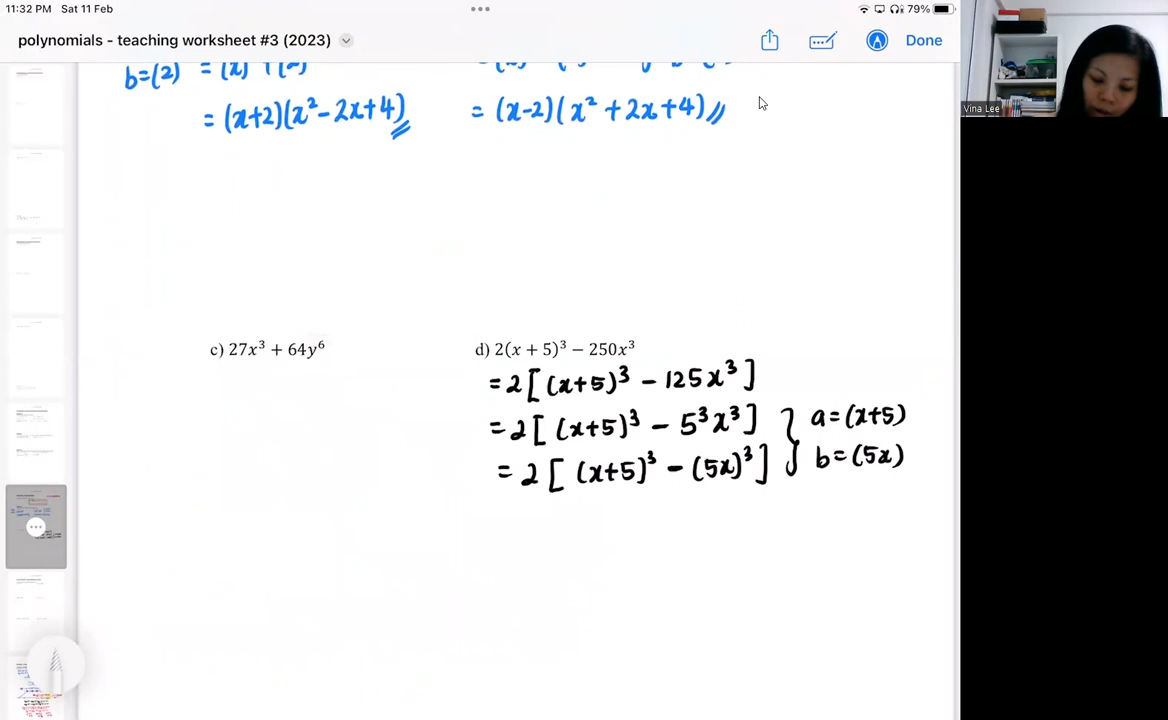 11:32 PM Sat 11 Feb
79%
polynomials - teaching worksheet #3 (2023)
Done
Vina Lee
b=(2) = (x)
= (x+2)(x² - 2x + 4)
= (x-2)(x² + 2x + 4)
c) 27x³ + 64y⁶
d) 2(x + 5)³ − 250x³
= 2[(x+5)³ - 125x³]
= 2[(x+5)³ - 5³x³]
a = (x+5)
= 2[(x+5)³ - (5x)³]
b = (5x)